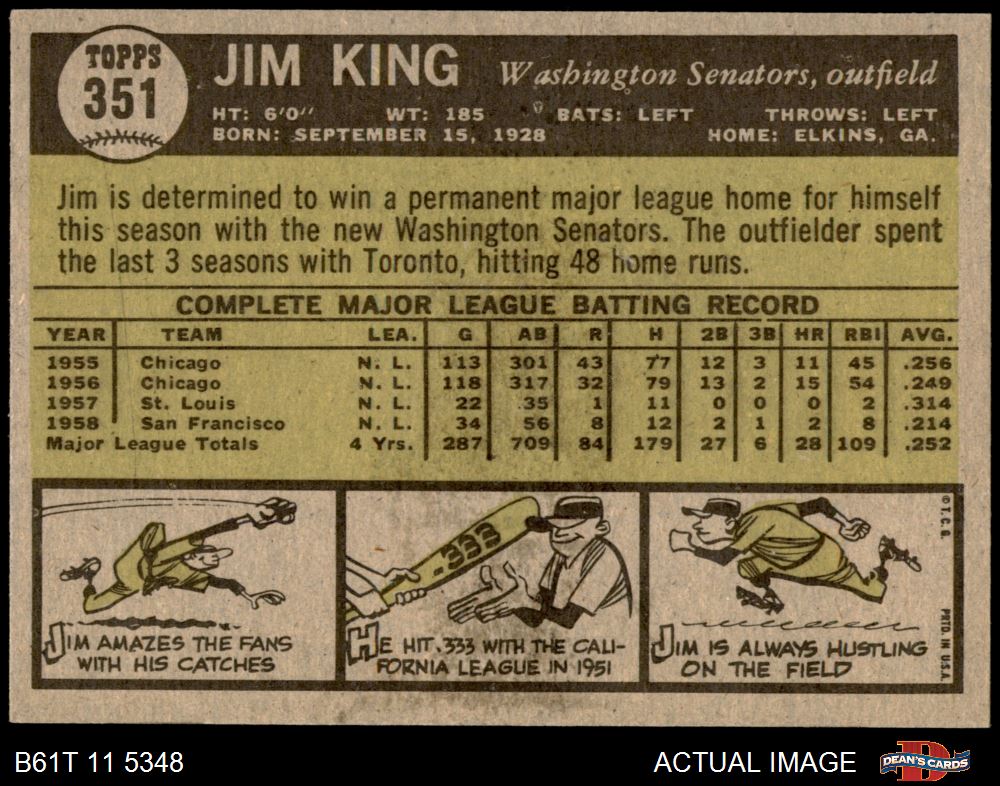 TOPPS
351
JIM KING Washington Senators, outfield
HT: 6'0" WT: 185 BATS: LEFT THROWS: LEFT
BORN: SEPTEMBER 15, 1928 HOME: ELKINS, GA.
Jim is determined to win a permanent major league home for himself
this season with the new Washington Senators. The outfielder spent
the last 3 seasons with Toronto, hitting 48 home runs.
COMPLETE MAJOR LEAGUE BATTING RECORD
YEAR TEAM LEA. G AB R H 2B 3B HR RBI AVG.
1955 Chicago N. L. 113 301 43 77 12 3 11 45 .256
1956 Chicago N. L. 118 317 32 79 13 2 15 54 .249
1957 St. Louis N. L. 22 35 1 11 0 0 0 2 .314
1958 San Francisco N. L. 34 56 8 12 2 1 2 8 .214
Major League Totals 4 Yrs. 287 709 84 179 27 6 28 109 .252
.333
JIM AMAZES THE FANS
WITH HIS CATCHES
HE HIT .333 WITH THE CALI-
FORNIA LEAGUE IN 1951
JIM IS ALWAYS HUSTLING
ON THE FIELD
© T. C. G.
PRTD. IN U.S.A.
B61T 11 5348 ACTUAL IMAGE
D
DEAN'S CARDS